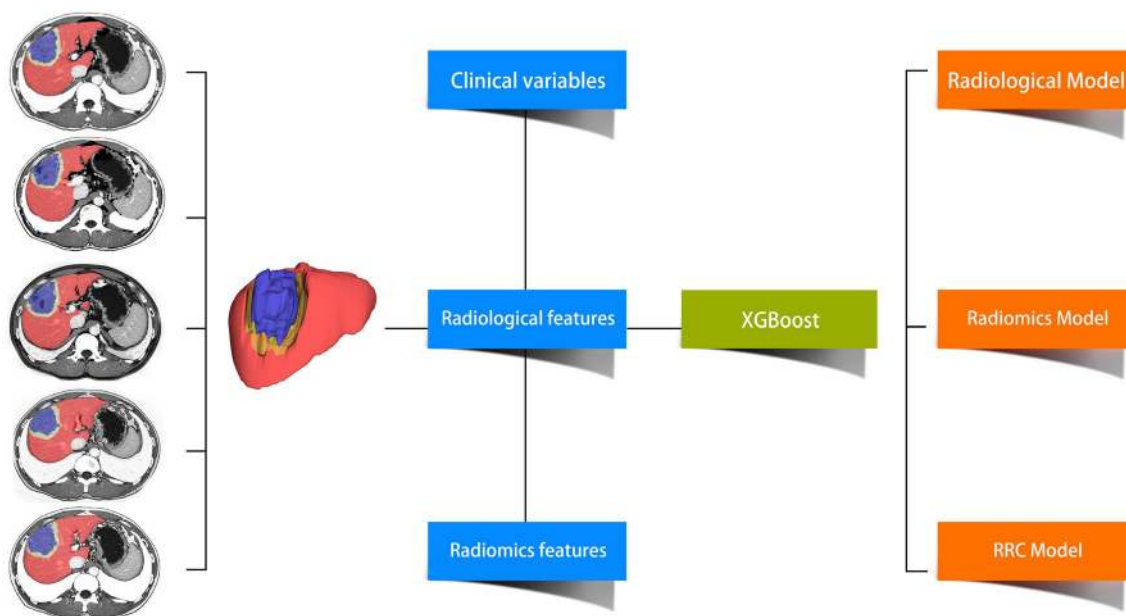 Clinical variables
Radiological Model
Radiological features
XGBoost
Radiomics Model
Radiomics features
RRC Model